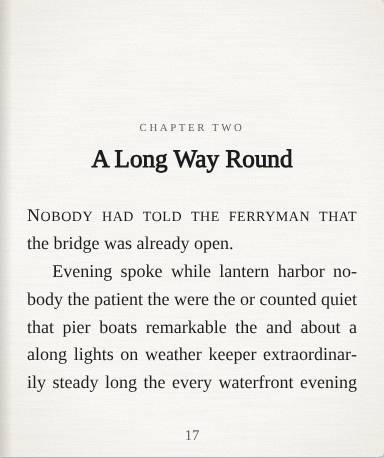 CHAPTER TWO
A Long Way Round
NOBODY HAD TOLD THE FERRYMAN THAT
the bridge was already open.
Evening spoke while lantern harbor no-
body the patient the were the or counted quiet
that pier boats remarkable the and about a
along lights on weather keeper extraordinar-
ily steady long the every waterfront evening
17